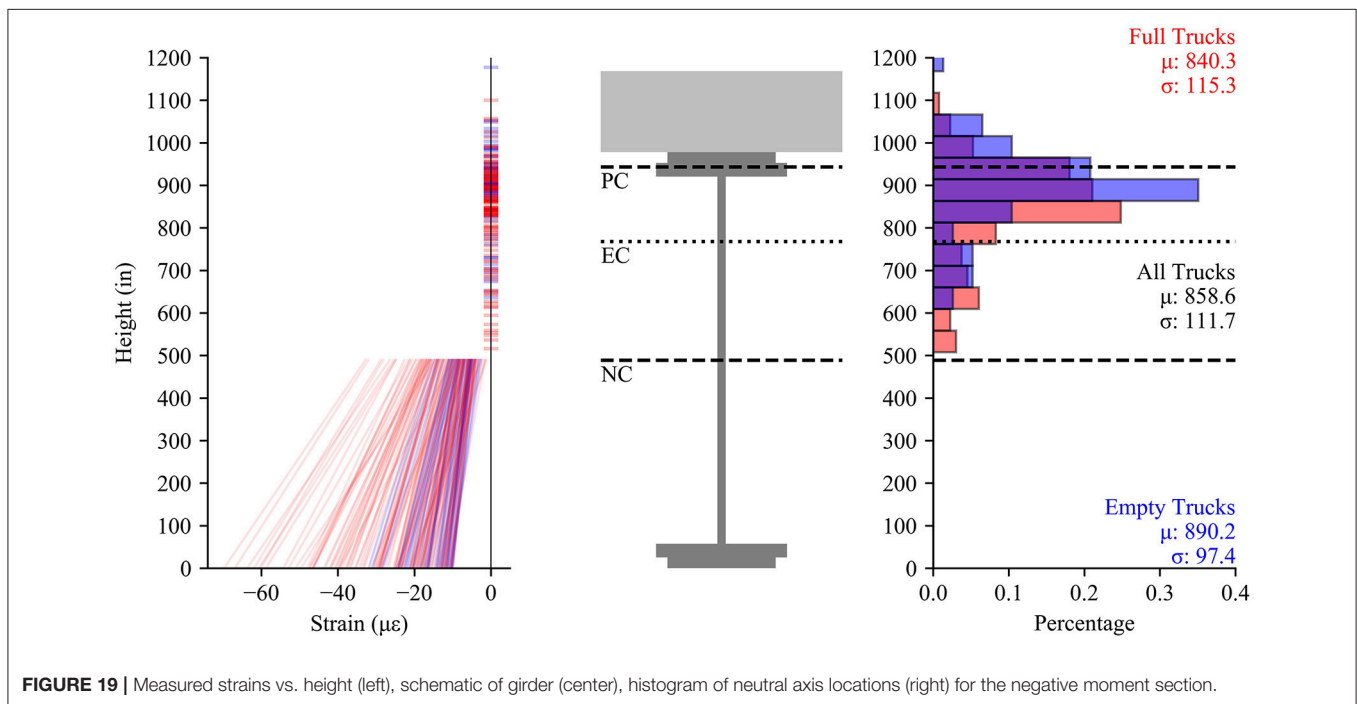 1200
1100
1000
900
800
700
600
500
400
300
200
100
0
Height (in)
−60
−40
−20
0
Strain (με)
PC
EC
NC
1200
1100
1000
900
800
700
600
500
400
300
200
100
0
0.0
0.1
0.2
0.3
0.4
Percentage
Full Trucks
μ: 840.3
σ: 115.3
All Trucks
μ: 858.6
σ: 111.7
Empty Trucks
μ: 890.2
σ: 97.4
FIGURE 19 | Measured strains vs. height (left), schematic of girder (center), histogram of neutral axis locations (right) for the negative moment section.